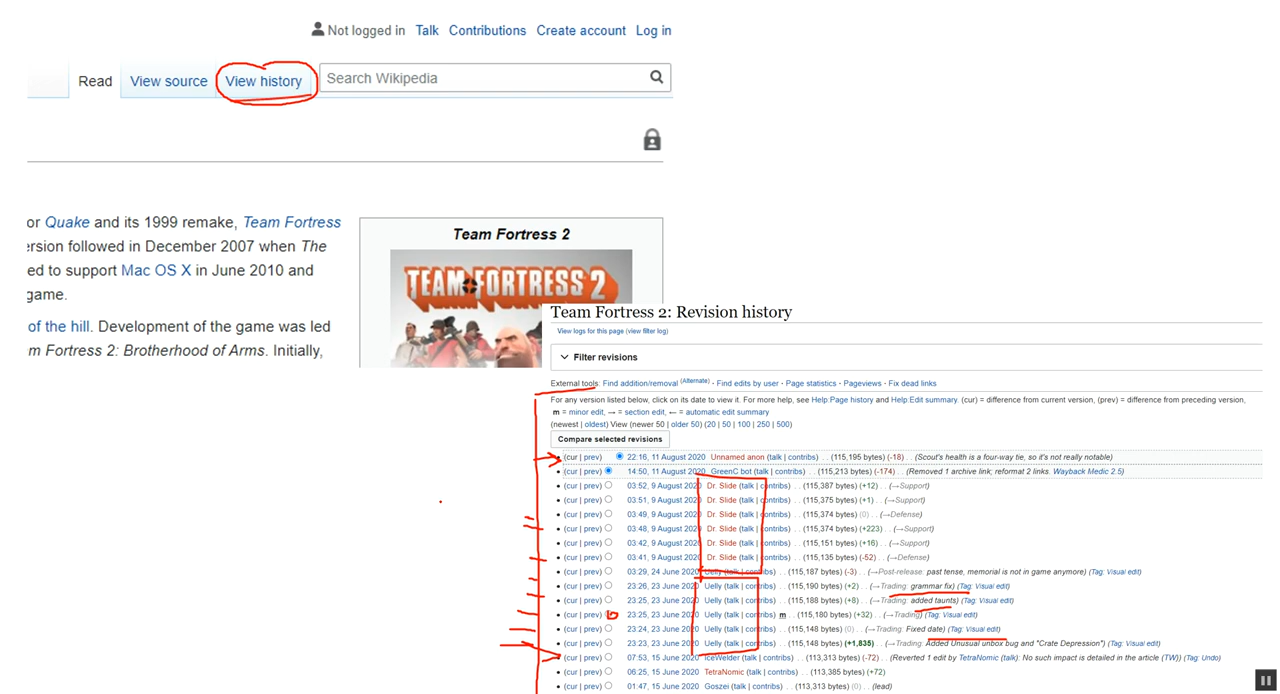 Not logged in Talk Contributions Create account Log in
Read View source View history Search Wikipedia
or Quake and its 1999 remake, Team Fortress
ersion followed in December 2007 when The
ed to support Mac OS X in June 2010 and
game.
of the hill. Development of the game was led
m Fortress 2: Brotherhood of Arms. Initially,
Team Fortress 2
TEAM FORTRESS 2
Team Fortress 2: Revision history
View logs for this page (view filter log)
Filter revisions
External tools: Find addition/removal (Alternate) · Find edits by user · Page statistics · Pageviews · Fix dead links
For any version listed below, click on its date to view it. For more help, see Help:Page history and Help:Edit summary. (cur) = difference from current version, (prev) = difference from preceding version,
m = minor edit, → = section edit, ← = automatic edit summary
(newest | oldest) View (newer 50 | older 50) (20 | 50 | 100 | 250 | 500)
Compare selected revisions
(cur | prev) 22:16, 11 August 2020 Unnamed anon (talk | contribs) . . (115,195 bytes) (-18) . . (Scout's health is a four-way tie, so it's not really notable)
(cur | prev) 14:50, 11 August 2020 GreenC bot (talk | contribs) . . (115,213 bytes) (-174) . . (Removed 1 archive link; reformat 2 links. Wayback Medic 2.5)
(cur | prev) 03:52, 9 August 2020 Dr. Slide (talk | contribs) . . (115,387 bytes) (+12) . . (→Support)
(cur | prev) 03:51, 9 August 2020 Dr. Slide (talk | contribs) . . (115,375 bytes) (+1) . . (→Support)
(cur | prev) 03:49, 9 August 2020 Dr. Slide (talk | contribs) . . (115,374 bytes) (0) . . (→Defense)
(cur | prev) 03:48, 9 August 2020 Dr. Slide (talk | contribs) . . (115,374 bytes) (+223) . . (→Support)
(cur | prev) 03:42, 9 August 2020 Dr. Slide (talk | contribs) . . (115,151 bytes) (+16) . . (→Support)
(cur | prev) 03:41, 9 August 2020 Dr. Slide (talk | contribs) . . (115,135 bytes) (-52) . . (→Defense)
(cur | prev) 03:29, 24 June 2020 Uelly (talk | contribs) . . (115,187 bytes) (-3) . . (→Post-release: past tense, memorial is not in game anymore) (Tag: Visual edit)
(cur | prev) 23:26, 23 June 2020 Uelly (talk | contribs) . . (115,190 bytes) (+2) . . (→Trading: grammar fix) (Tag: Visual edit)
(cur | prev) 23:25, 23 June 2020 Uelly (talk | contribs) . . (115,188 bytes) (+8) . . (→Trading: added taunts) (Tag: Visual edit)
(cur | prev) 23:25, 23 June 2020 Uelly (talk | contribs) m . . (115,180 bytes) (+32) . . (→Trading) (Tag: Visual edit)
(cur | prev) 23:24, 23 June 2020 Uelly (talk | contribs) . . (115,148 bytes) (0) . . (→Trading: Fixed date) (Tag: Visual edit)
(cur | prev) 23:23, 23 June 2020 Uelly (talk | contribs) . . (115,148 bytes) (+1,835) . . (→Trading: Added Unusual unbox bug and "Crate Depression") (Tag: Visual edit)
(cur | prev) 07:53, 15 June 2020 IceWelder (talk | contribs) . . (113,313 bytes) (-72) . . (Reverted 1 edit by TetraNomic (talk): No such impact is detailed in the article (TW)) (Tag: Undo)
(cur | prev) 06:25, 15 June 2020 TetraNomic (talk | contribs) . . (113,385 bytes) (+72)
(cur | prev) 01:47, 15 June 2020 Goszei (talk | contribs) . . (113,313 bytes) (0) . . (lead)